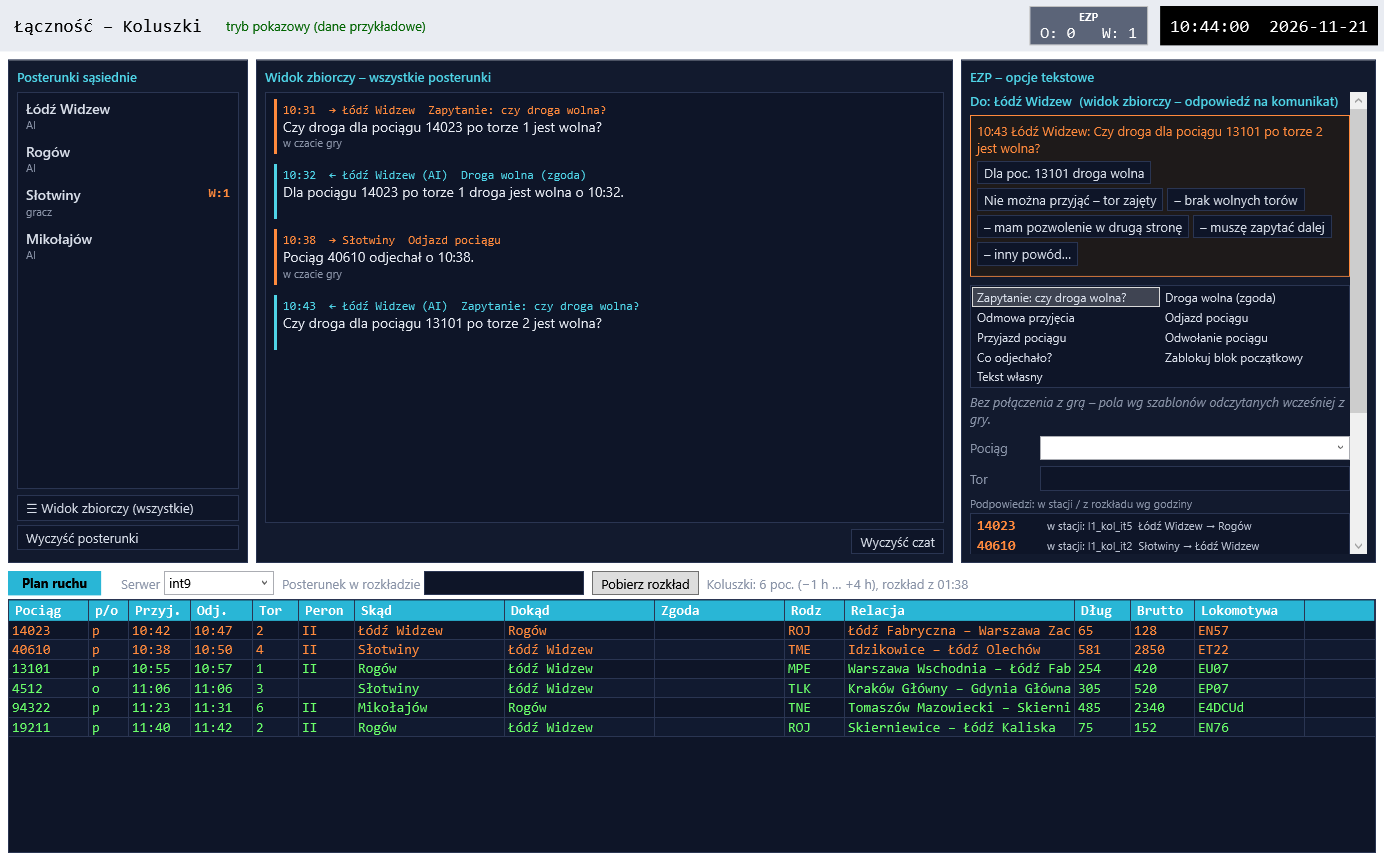 Łączność – Koluszki
tryb pokazowy (dane przykładowe)
EZP
O: 0 W: 1
10:44:00 2026-11-21
Posterunki sąsiednie
Łódź Widzew
AI
Rogów
AI
Słotwiny W:1
gracz
Mikołajów
AI
☰ Widok zbiorczy (wszystkie)
Wyczyść posterunki
Widok zbiorczy – wszystkie posterunki
10:31 → Łódź Widzew Zapytanie: czy droga wolna?
Czy droga dla pociągu 14023 po torze 1 jest wolna?
w czacie gry
10:32 ← Łódź Widzew (AI) Droga wolna (zgoda)
Dla pociągu 14023 po torze 1 droga jest wolna o 10:32.
10:38 → Słotwiny Odjazd pociągu
Pociąg 40610 odjechał o 10:38.
w czacie gry
10:43 ← Łódź Widzew (AI) Zapytanie: czy droga wolna?
Czy droga dla pociągu 13101 po torze 2 jest wolna?
Wyczyść czat
EZP – opcje tekstowe
Do: Łódź Widzew (widok zbiorczy – odpowiedź na komunikat)
10:43 Łódź Widzew: Czy droga dla pociągu 13101 po torze 2
jest wolna?
Dla poc. 13101 droga wolna
Nie można przyjąć – tor zajęty – brak wolnych torów
– mam pozwolenie w drugą stronę – muszę zapytać dalej
– inny powód...
Zapytanie: czy droga wolna? Droga wolna (zgoda)
Odmowa przyjęcia Odjazd pociągu
Przyjazd pociągu Odwołanie pociągu
Co odjechało? Zablokuj blok początkowy
Tekst własny
Bez połączenia z grą – pola wg szablonów odczytanych wcześniej z
gry.
Pociąg
Tor
Podpowiedzi: w stacji / z rozkładu wg godziny
14023 w stacji: l1_kol_it5 Łódź Widzew → Rogów
40610 w stacji: l1_kol_it2 Słotwiny → Łódź Widzew
Plan ruchu Serwer int9 Posterunek w rozkładzie Pobierz rozkład Koluszki: 6 poc. (−1 h ... +4 h), rozkład z 01:38
Pociąg p/o Przyj. Odj. Tor Peron Skąd Dokąd Zgoda Rodz Relacja Dług Brutto Lokomotywa
14023 p 10:42 10:47 2 II Łódź Widzew Rogów ROJ Łódź Fabryczna – Warszawa Zac 65 128 EN57
40610 p 10:38 10:50 4 II Słotwiny Łódź Widzew TME Idzikowice – Łódź Olechów 581 2850 ET22
13101 p 10:55 10:57 1 II Rogów Łódź Widzew MPE Warszawa Wschodnia – Łódź Fab 254 420 EU07
4512 o 11:06 11:06 3 Słotwiny Łódź Widzew TLK Kraków Główny – Gdynia Główna 305 520 EP07
94322 p 11:23 11:31 6 II Mikołajów Rogów TNE Tomaszów Mazowiecki – Skierni 485 2340 E4DCUd
19211 p 11:40 11:42 2 II Rogów Łódź Widzew ROJ Skierniewice – Łódź Kaliska 75 152 EN76